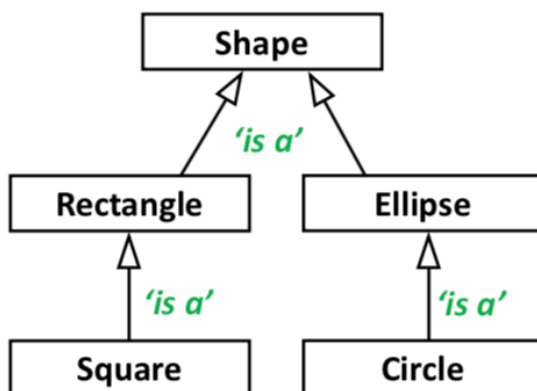 Shape
‘is a’
Rectangle
Ellipse
‘is a’
‘is a’
Square
Circle